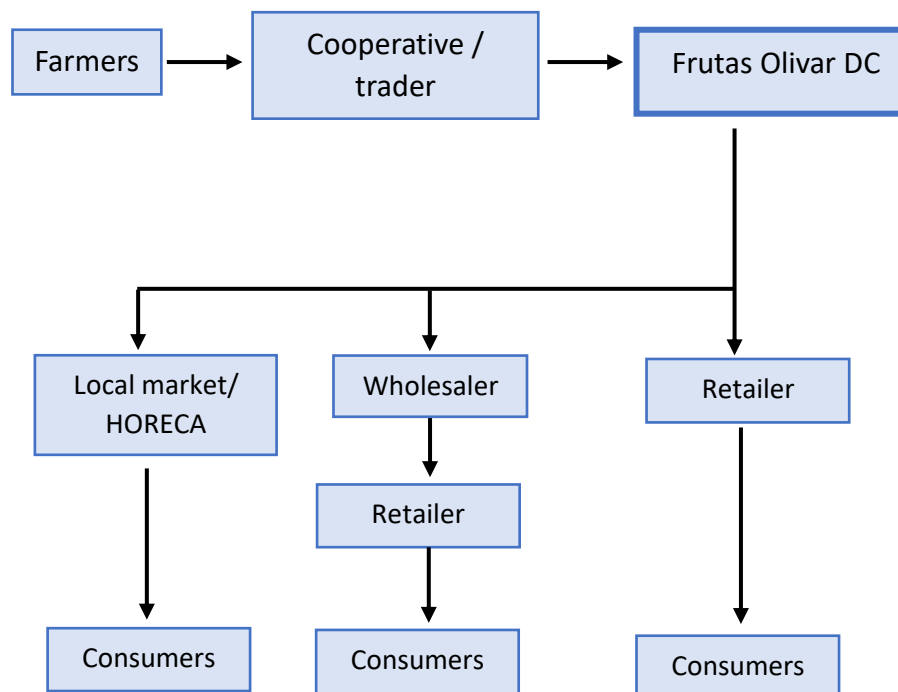 Farmers
Cooperative /
trader
Frutas Olivar DC
Local market/
HORECA
Wholesaler
Retailer
Retailer
Consumers
Consumers
Consumers